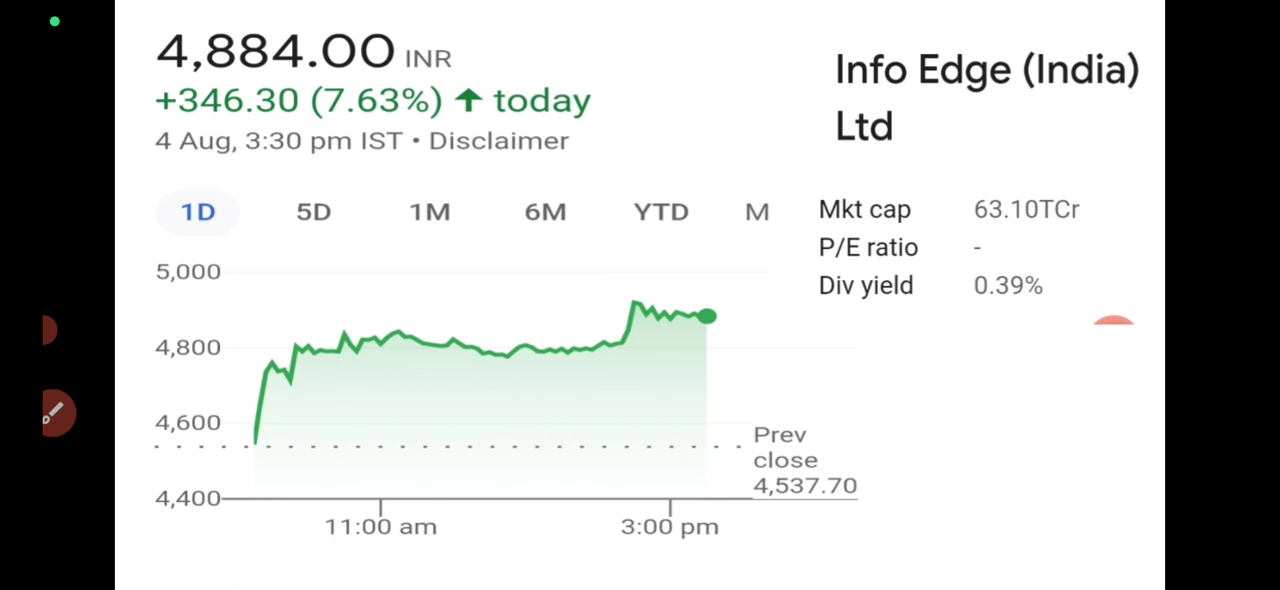 4,884.00 INR
+346.30 (7.63%) ↑ today
4 Aug, 3:30 pm IST • Disclaimer
1D 5D 1M 6M YTD M
5,000
4,800
4,600
4,400
Prev
close
4,537.70
11:00 am 3:00 pm
Info Edge (India)
Ltd
Mkt cap 63.10TCr
P/E ratio -
Div yield 0.39%